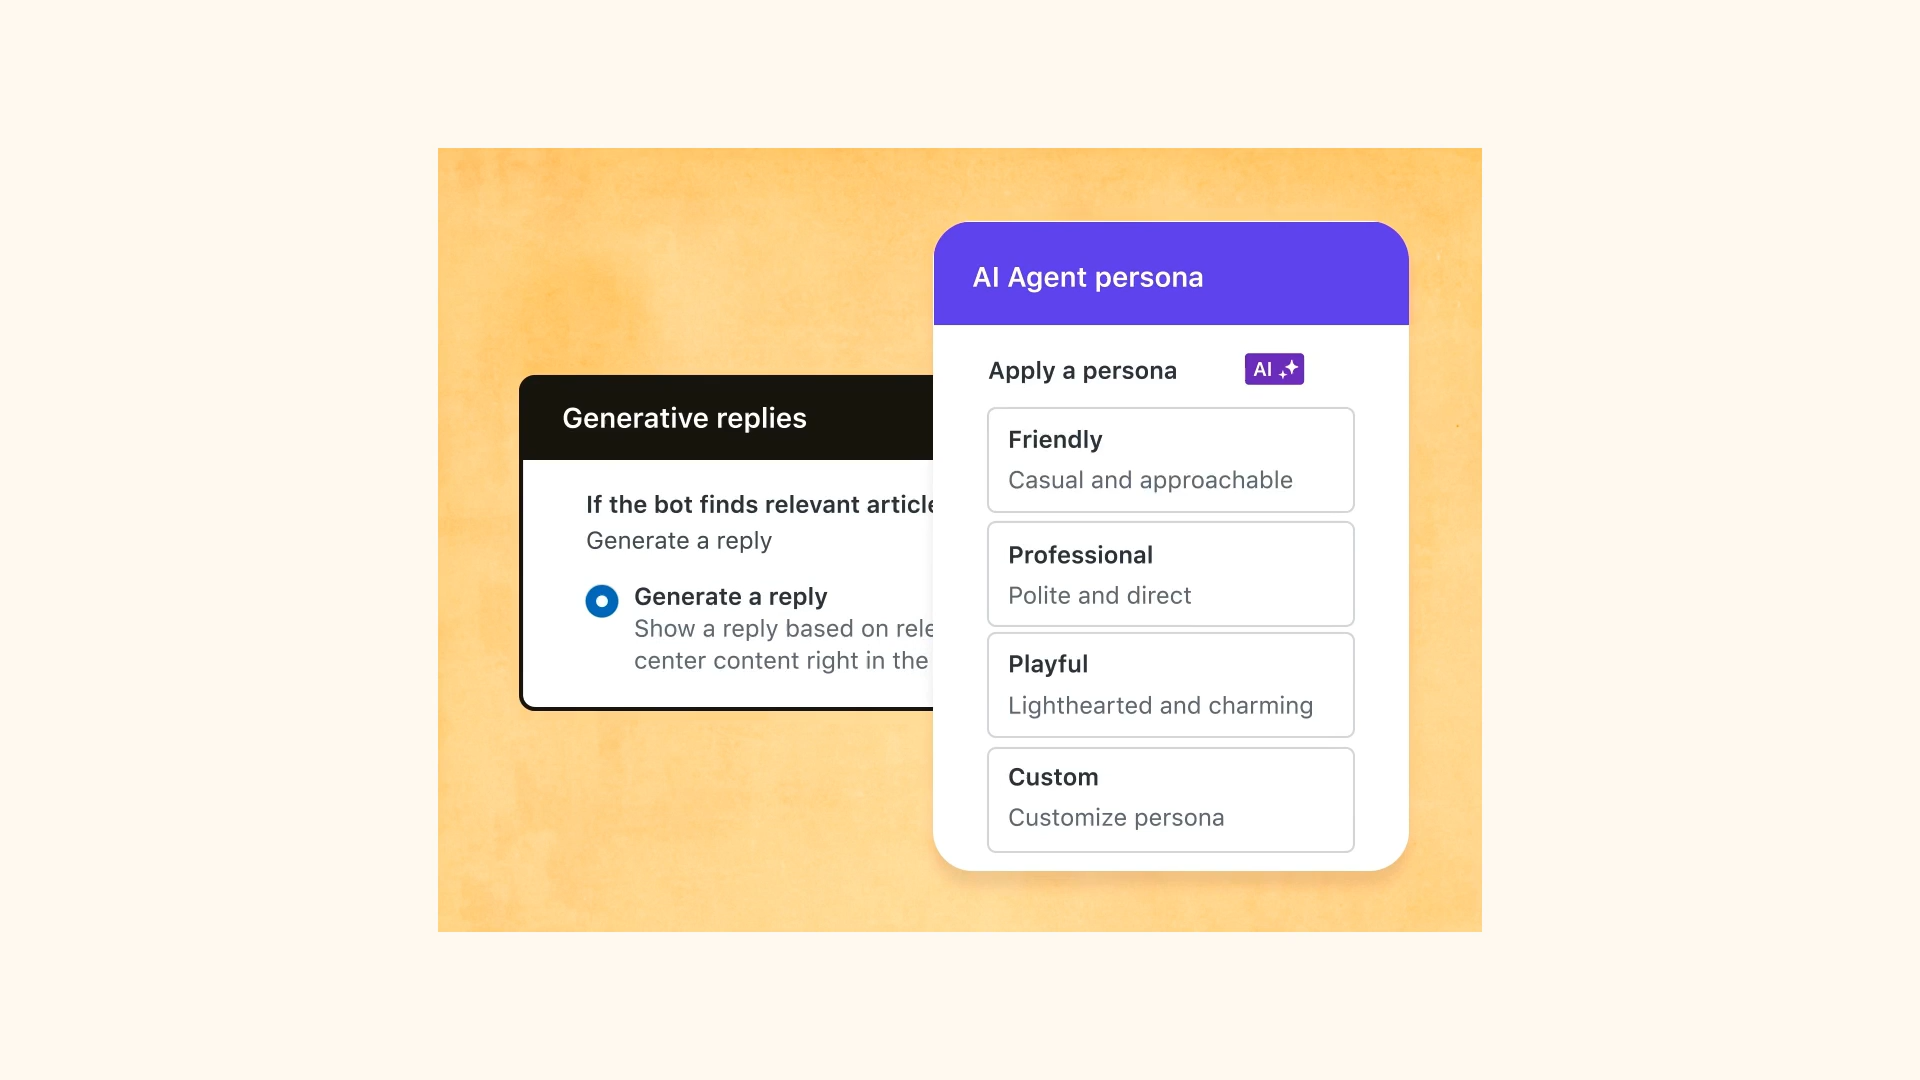 Generative replies
If the bot finds relevant
Generate a reply
Generate a reply
Show a reply based on
center content right in the
AI Agent persona
Apply a persona
AI
Friendly
Casual and approachable
Professional
Polite and direct
Playful
Lighthearted and charming
Custom
Customize persona